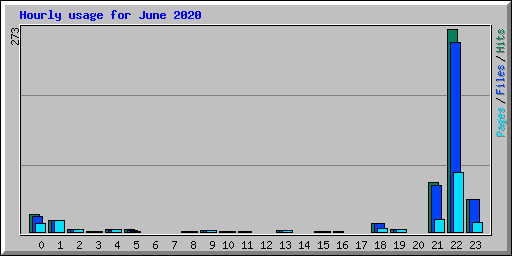 Hourly usage for June 2020
273
Pages/Files/Hits
0 1 2 3 4 5 6 7 8 9 10 11 12 13 14 15 16 17 18 19 20 21 22 23